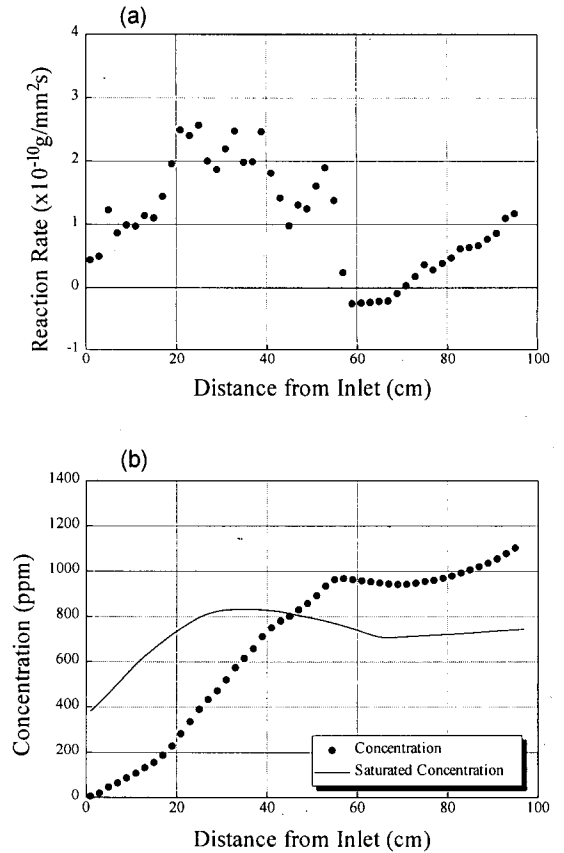 (a)
4
3
2
1
0
-1
0 20 40 60 80 100
Reaction Rate (x10⁻¹⁰g/mm²s)
Distance from Inlet (cm)
(b)
1400
1200
1000
800
600
400
200
0
0 20 40 60 80 100
Concentration (ppm)
Concentration
Saturated Concentration
Distance from Inlet (cm)